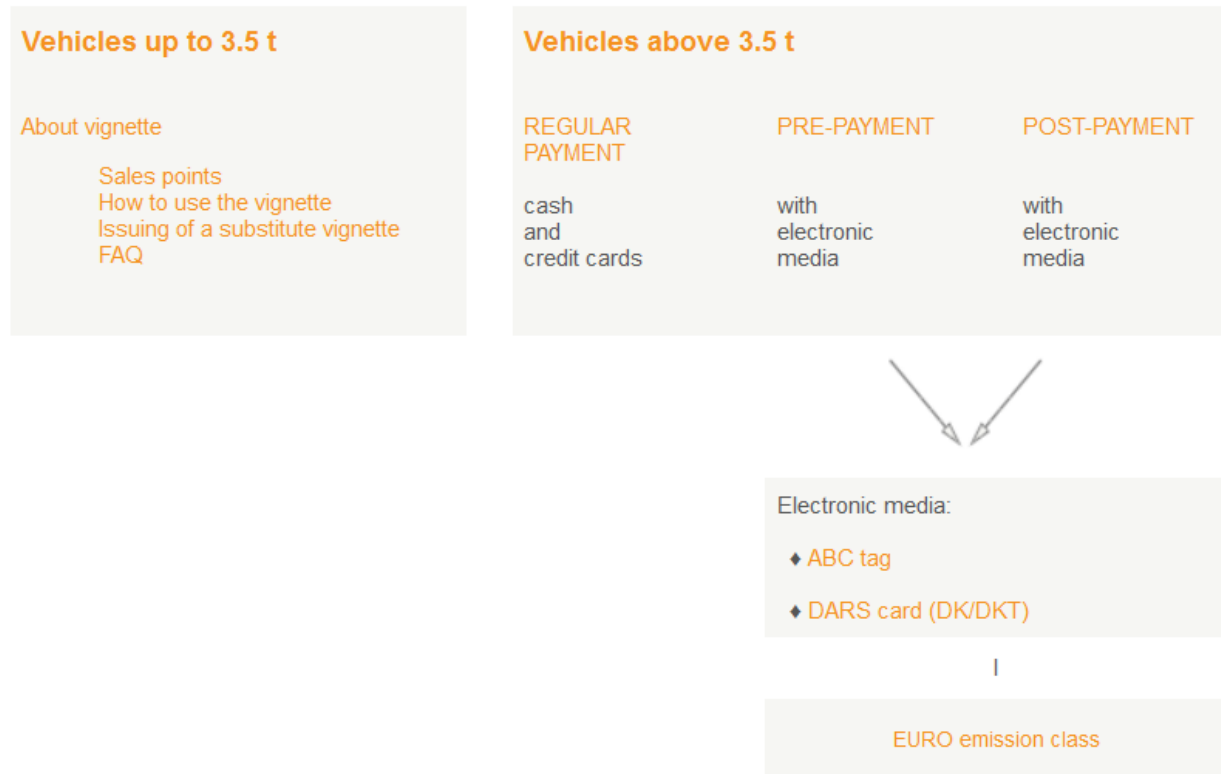 Vehicles up to 3.5 t
About vignette
Sales points
How to use the vignette
Issuing of a substitute vignette
FAQ
Vehicles above 3.5 t
REGULAR
PAYMENT
cash
and
credit cards
PRE-PAYMENT
with
electronic
media
POST-PAYMENT
with
electronic
media
Electronic media:
♦ ABC tag
♦ DARS card (DK/DKT)
EURO emission class